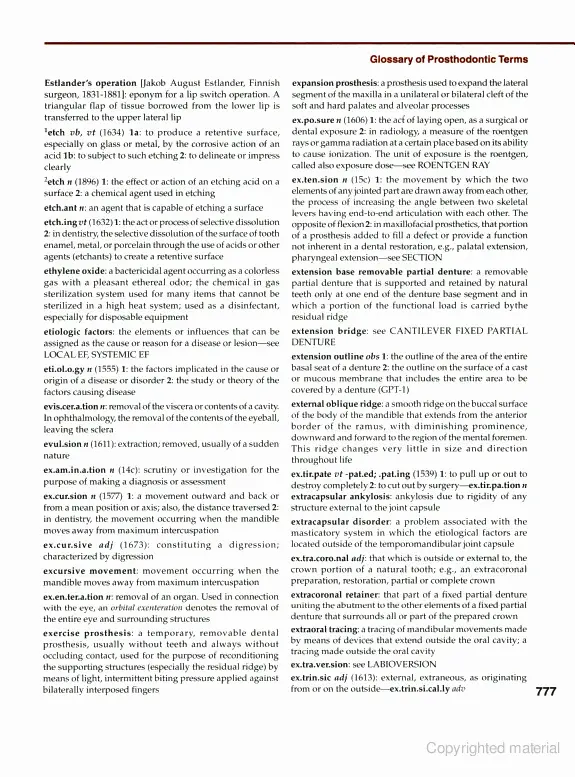 Glossary of Prosthodontic Terms
Estlander's operation [Jakob August Estlander, Finnish
surgeon, 1831-1881]: eponym for a lip switch operation. A
triangular flap of tissue borrowed from the lower lip is
transferred to the upper lateral lip
¹etch vb, vt (1634) 1a: to produce a retentive surface,
especially on glass or metal, by the corrosive action of an
acid 1b: to subject to such etching 2: to delineate or impress
clearly
²etch n (1896) 1: the effect or action of an etching acid on a
surface 2: a chemical agent used in etching
etch.ant n: an agent that is capable of etching a surface
etch.ing vt (1632) 1: the act or process of selective dissolution
2: in dentistry, the selective dissolution of the surface of tooth
enamel, metal, or porcelain through the use of acids or other
agents (etchants) to create a retentive surface
ethylene oxide: a bactericidal agent occurring as a colorless
gas with a pleasant ethereal odor; the chemical in gas
sterilization system used for many items that cannot be
sterilized in a high heat system; used as a disinfectant,
especially for disposable equipment
etiologic factors: the elements or influences that can be
assigned as the cause or reason for a disease or lesion—see
LOCAL EF, SYSTEMIC EF
eti.ol.o.gy n (1555) 1: the factors implicated in the cause or
origin of a disease or disorder 2: the study or theory of the
factors causing disease
evis.cer.a.tion n: removal of the viscera or contents of a cavity.
In ophthalmology, the removal of the contents of the eyeball,
leaving the sclera
evul.sion n (1611): extraction; removed, usually of a sudden
nature
ex.am.in.a.tion n (14c): scrutiny or investigation for the
purpose of making a diagnosis or assessment
ex.cur.sion n (1577) 1: a movement outward and back or
from a mean position or axis; also, the distance traversed 2:
in dentistry, the movement occurring when the mandible
moves away from maximum intercuspation
ex.cur.sive adj (1673): constituting a digression;
characterized by digression
excursive movement: movement occurring when the
mandible moves away from maximum intercuspation
ex.en.ter.a.tion n: removal of an organ. Used in connection
with the eye, an orbital exenteration denotes the removal of
the entire eye and surrounding structures
exercise prosthesis: a temporary, removable dental
prosthesis, usually without teeth and always without
occluding contact, used for the purpose of reconditioning
the supporting structures (especially the residual ridge) by
means of light, intermittent biting pressure applied against
bilaterally interposed fingers
expansion prosthesis: a prosthesis used to expand the lateral
segment of the maxilla in a unilateral or bilateral cleft of the
soft and hard palates and alveolar processes
ex.po.sure n (1606) 1: the act of laying open, as a surgical or
dental exposure 2: in radiology, a measure of the roentgen
rays or gamma radiation at a certain place based on its ability
to cause ionization. The unit of exposure is the roentgen,
called also exposure dose—see ROENTGEN RAY
ex.ten.sion n (15c) 1: the movement by which the two
elements of any jointed part are drawn away from each other,
the process of increasing the angle between two skeletal
levers having end-to-end articulation with each other. The
opposite of flexion 2: in maxillofacial prosthetics, that portion
of a prosthesis added to fill a defect or provide a function
not inherent in a dental restoration, e.g., palatal extension,
pharyngeal extension—see SECTION
extension base removable partial denture: a removable
partial denture that is supported and retained by natural
teeth only at one end of the denture base segment and in
which a portion of the functional load is carried bythe
residual ridge
extension bridge: see CANTILEVER FIXED PARTIAL
DENTURE
extension outline obs 1: the outline of the area of the entire
basal seat of a denture 2: the outline on the surface of a cast
or mucous membrane that includes the entire area to be
covered by a denture (GPT-1)
external oblique ridge: a smooth ridge on the buccal surface
of the body of the mandible that extends from the anterior
border of the ramus, with diminishing prominence,
downward and forward to the region of the mental foremen.
This ridge changes very little in size and direction
throughout life
ex.tir.pate vt -pat.ed; .pat.ing (1539) 1: to pull up or out to
destroy completely 2: to cut out by surgery—ex.tir.pa.tion n
extracapsular ankylosis: ankylosis due to rigidity of any
structure external to the joint capsule
extracapsular disorder: a problem associated with the
masticatory system in which the etiological factors are
located outside of the temporomandibular joint capsule
ex.tra.coro.nal adj: that which is outside or external to, the
crown portion of a natural tooth; e.g., an extracoronal
preparation, restoration, partial or complete crown
extracoronal retainer: that part of a fixed partial denture
uniting the abutment to the other elements of a fixed partial
denture that surrounds all or part of the prepared crown
extraoral tracing: a tracing of mandibular movements made
by means of devices that extend outside the oral cavity; a
tracing made outside the oral cavity
ex.tra.ver.sion: see LABIOVERSION
ex.trin.sic adj (1613): external, extraneous, as originating
from or on the outside—ex.trin.si.cal.ly adv
777
Copyrighted material